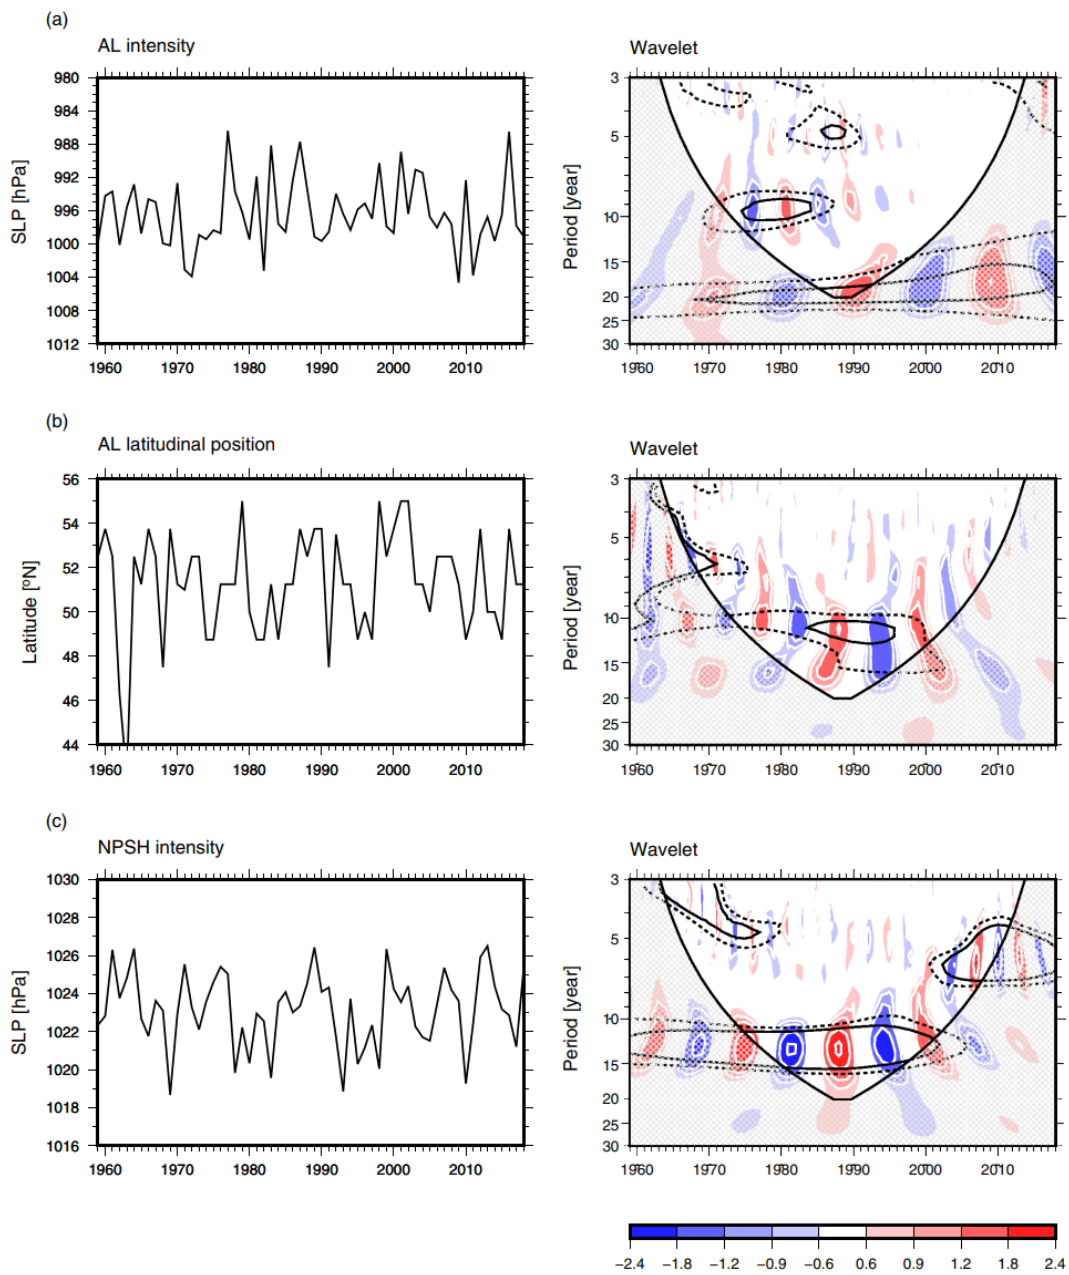 (a)
AL intensity
Wavelet
SLP [hPa]
980
984
988
992
996
1000
1004
1008
1012
1960 1970 1980 1990 2000 2010
Period [year]
3
5
10
15
20
25
30
1960 1970 1980 1990 2000 2010
(b)
AL latitudinal position
Wavelet
Latitude [°N]
56
54
52
50
48
46
44
1960 1970 1980 1990 2000 2010
Period [year]
3
5
10
15
20
25
30
1960 1970 1980 1990 2000 2010
(c)
NPSH intensity
Wavelet
SLP [hPa]
1030
1028
1026
1024
1022
1020
1018
1016
1960 1970 1980 1990 2000 2010
Period [year]
3
5
10
15
20
25
30
1960 1970 1980 1990 2000 2010
−2.4 −1.8 −1.2 −0.9 −0.6 0.6 0.9 1.2 1.8 2.4